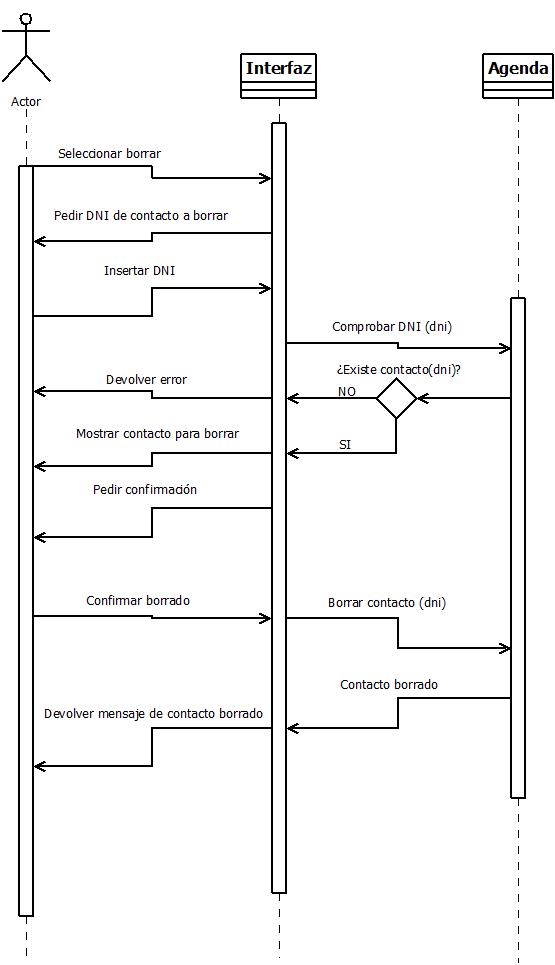 Actor
Interfaz
Agenda
Seleccionar borrar
Pedir DNI de contacto a borrar
Insertar DNI
Comprobar DNI (dni)
¿Existe contacto(dni)?
Devolver error
NO
Mostrar contacto para borrar
SI
Pedir confirmación
Confirmar borrado
Borrar contacto (dni)
Contacto borrado
Devolver mensaje de contacto borrado